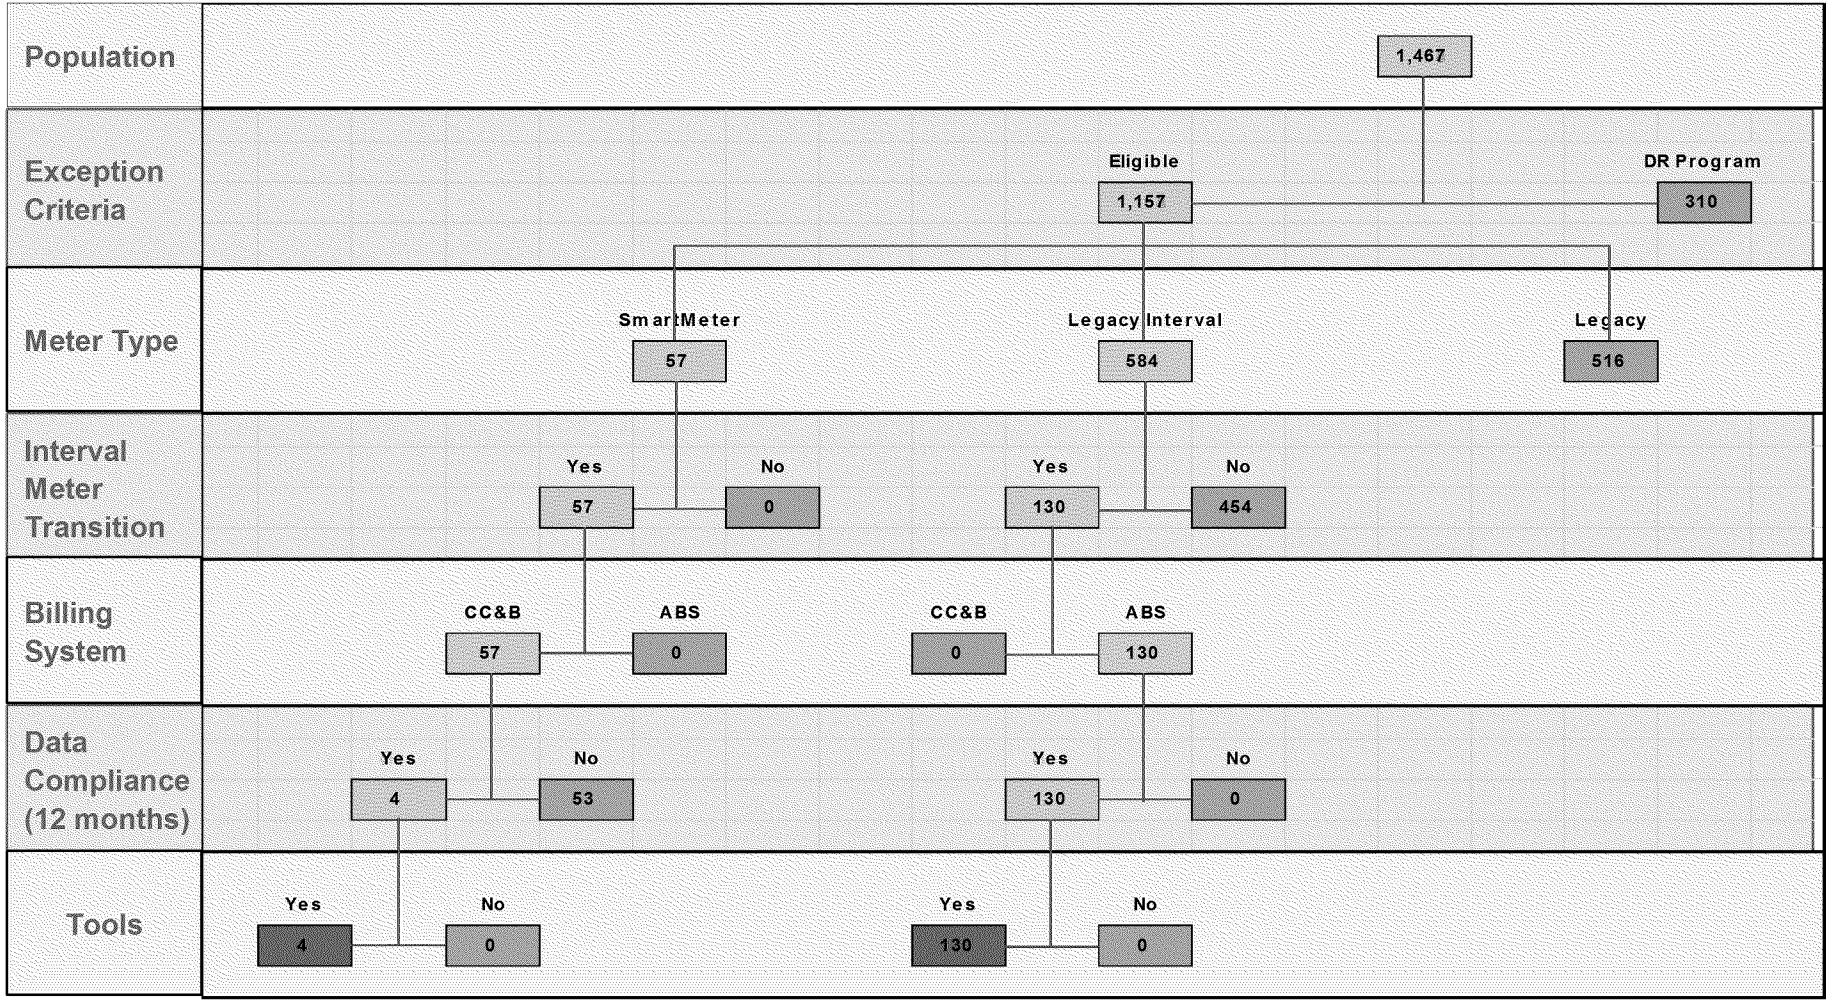 Population
1,467
Exception
Criteria
Eligible
DR Program
1,157
310
Meter Type
SmartMeter
Legacy Interval
Legacy
57
584
516
Interval
Meter
Transition
Yes
No
Yes
No
57
0
130
454
Billing
System
CC&B
ABS
CC&B
ABS
57
0
0
130
Data
Compliance
(12 months)
Yes
No
Yes
No
4
53
130
0
Tools
Yes
No
Yes
No
4
0
130
0